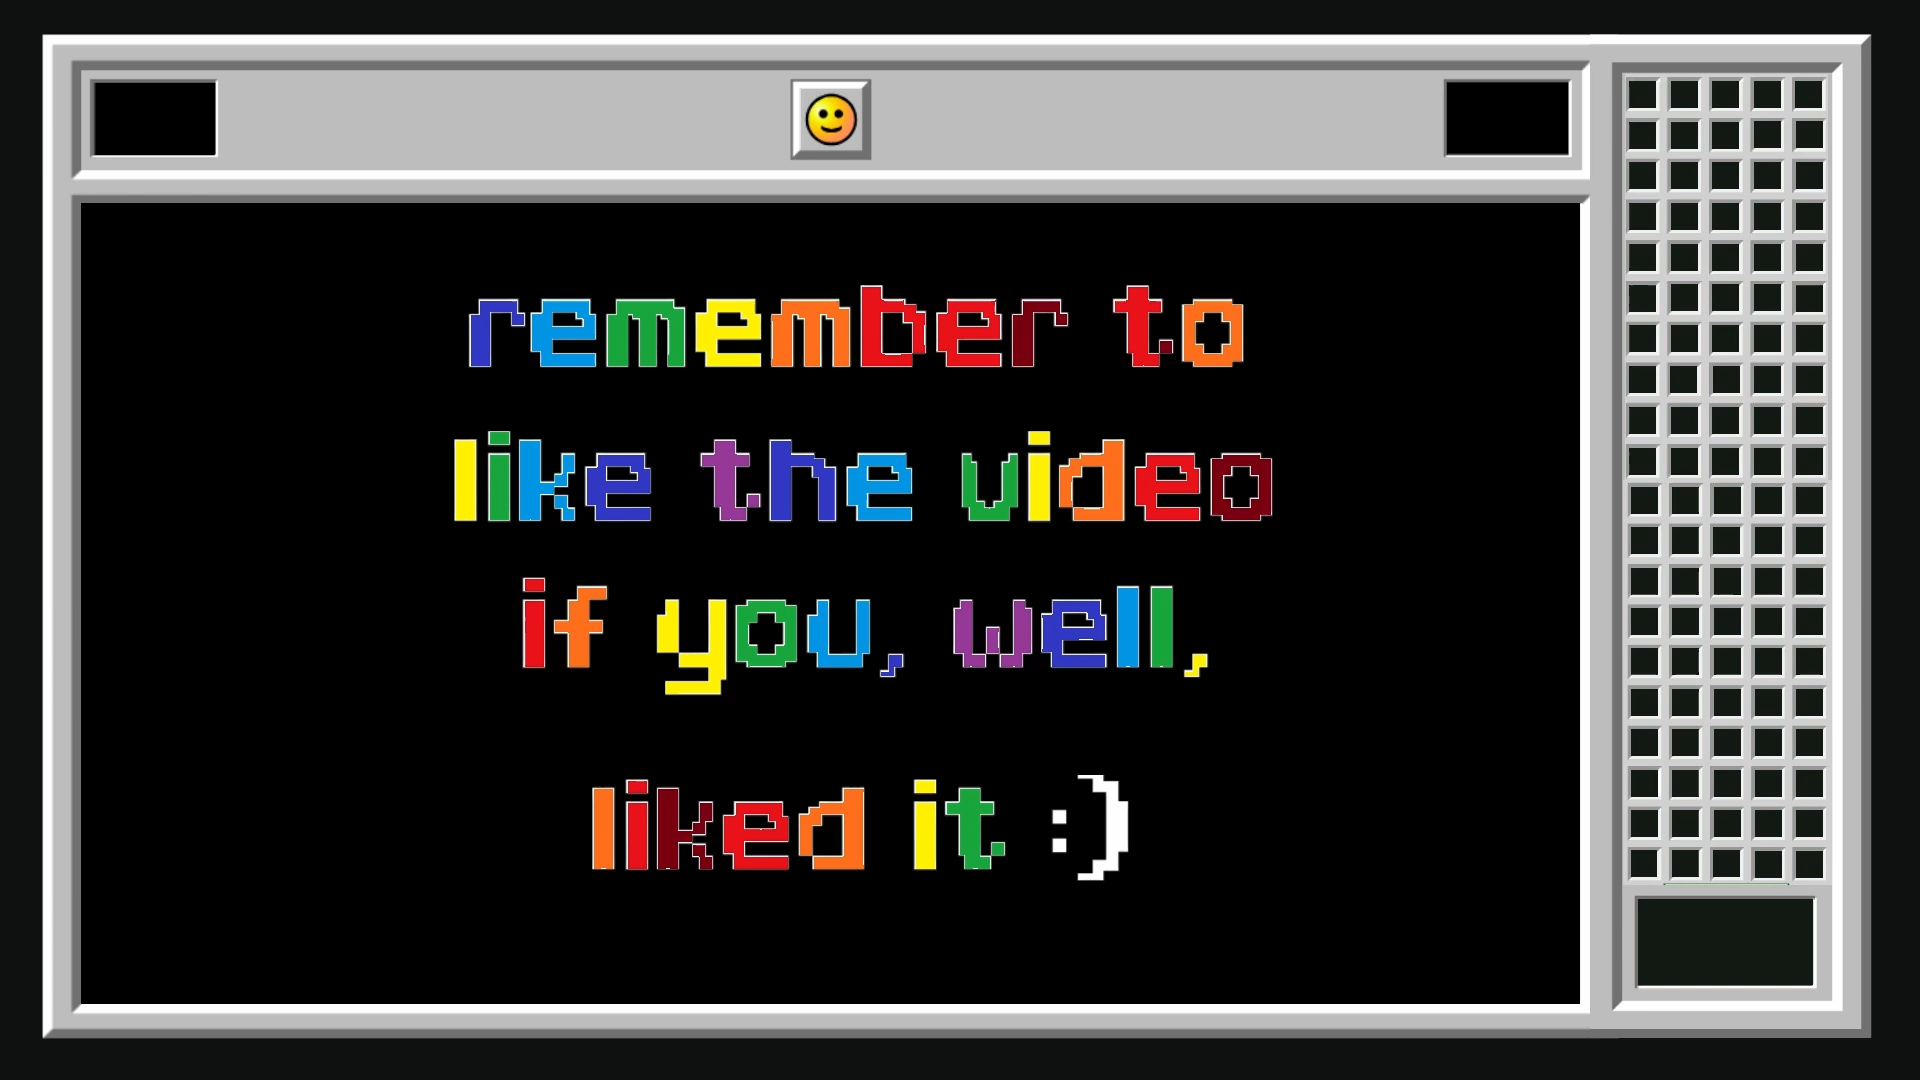 remember to
like the video
if you, well,
liked it :)